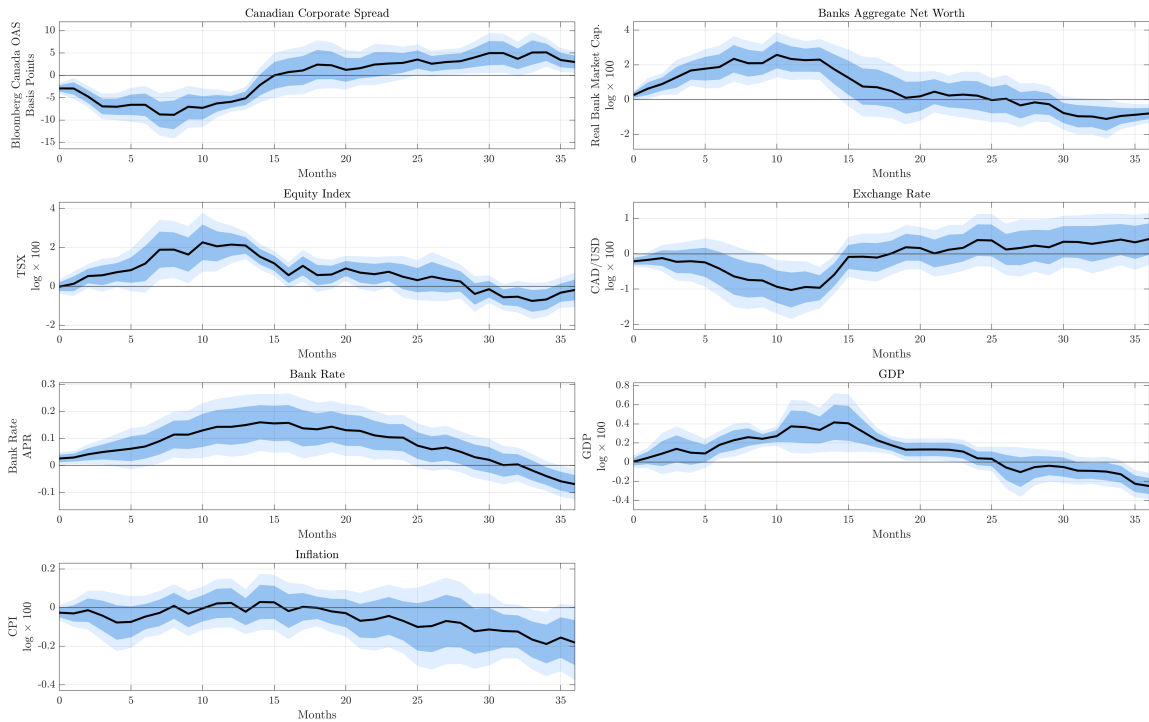 Canadian Corporate Spread
Bloomberg Canada OAS
Basis Points
10
5
0
-5
-10
-15
0 5 10 15 20 25 30 35
Months
Banks Aggregate Net Worth
Real Bank Market Cap.
log × 100
4
2
0
-2
0 5 10 15 20 25 30 35
Months
Equity Index
TSX
log × 100
4
2
0
-2
0 5 10 15 20 25 30 35
Months
Exchange Rate
CAD/USD
log × 100
1
0
-1
-2
0 5 10 15 20 25 30 35
Months
Bank Rate
Bank Rate
APR
0.3
0.2
0.1
0
-0.1
0 5 10 15 20 25 30 35
Months
GDP
GDP
log × 100
0.8
0.6
0.4
0.2
0
-0.2
-0.4
0 5 10 15 20 25 30 35
Months
Inflation
CPI
log × 100
0.2
0
-0.2
-0.4
0 5 10 15 20 25 30 35
Months